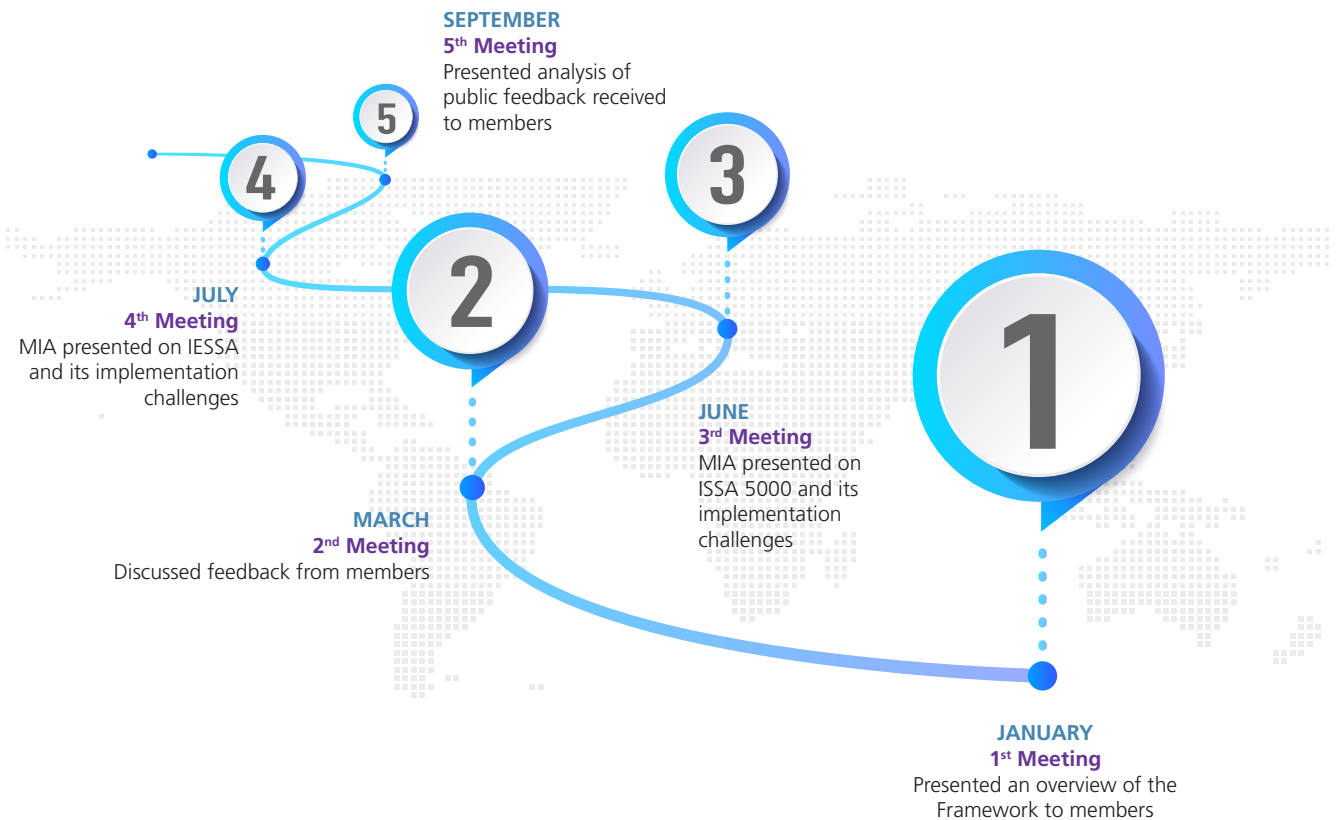 SEPTEMBER
5th Meeting
Presented analysis of
public feedback received
to members
5
4
3
2
1
JULY
4th Meeting
MIA presented on IESSA
and its implementation
challenges
JUNE
3rd Meeting
MIA presented on
ISSA 5000 and its
implementation
challenges
MARCH
2nd Meeting
Discussed feedback from members
JANUARY
1st Meeting
Presented an overview of the
Framework to members